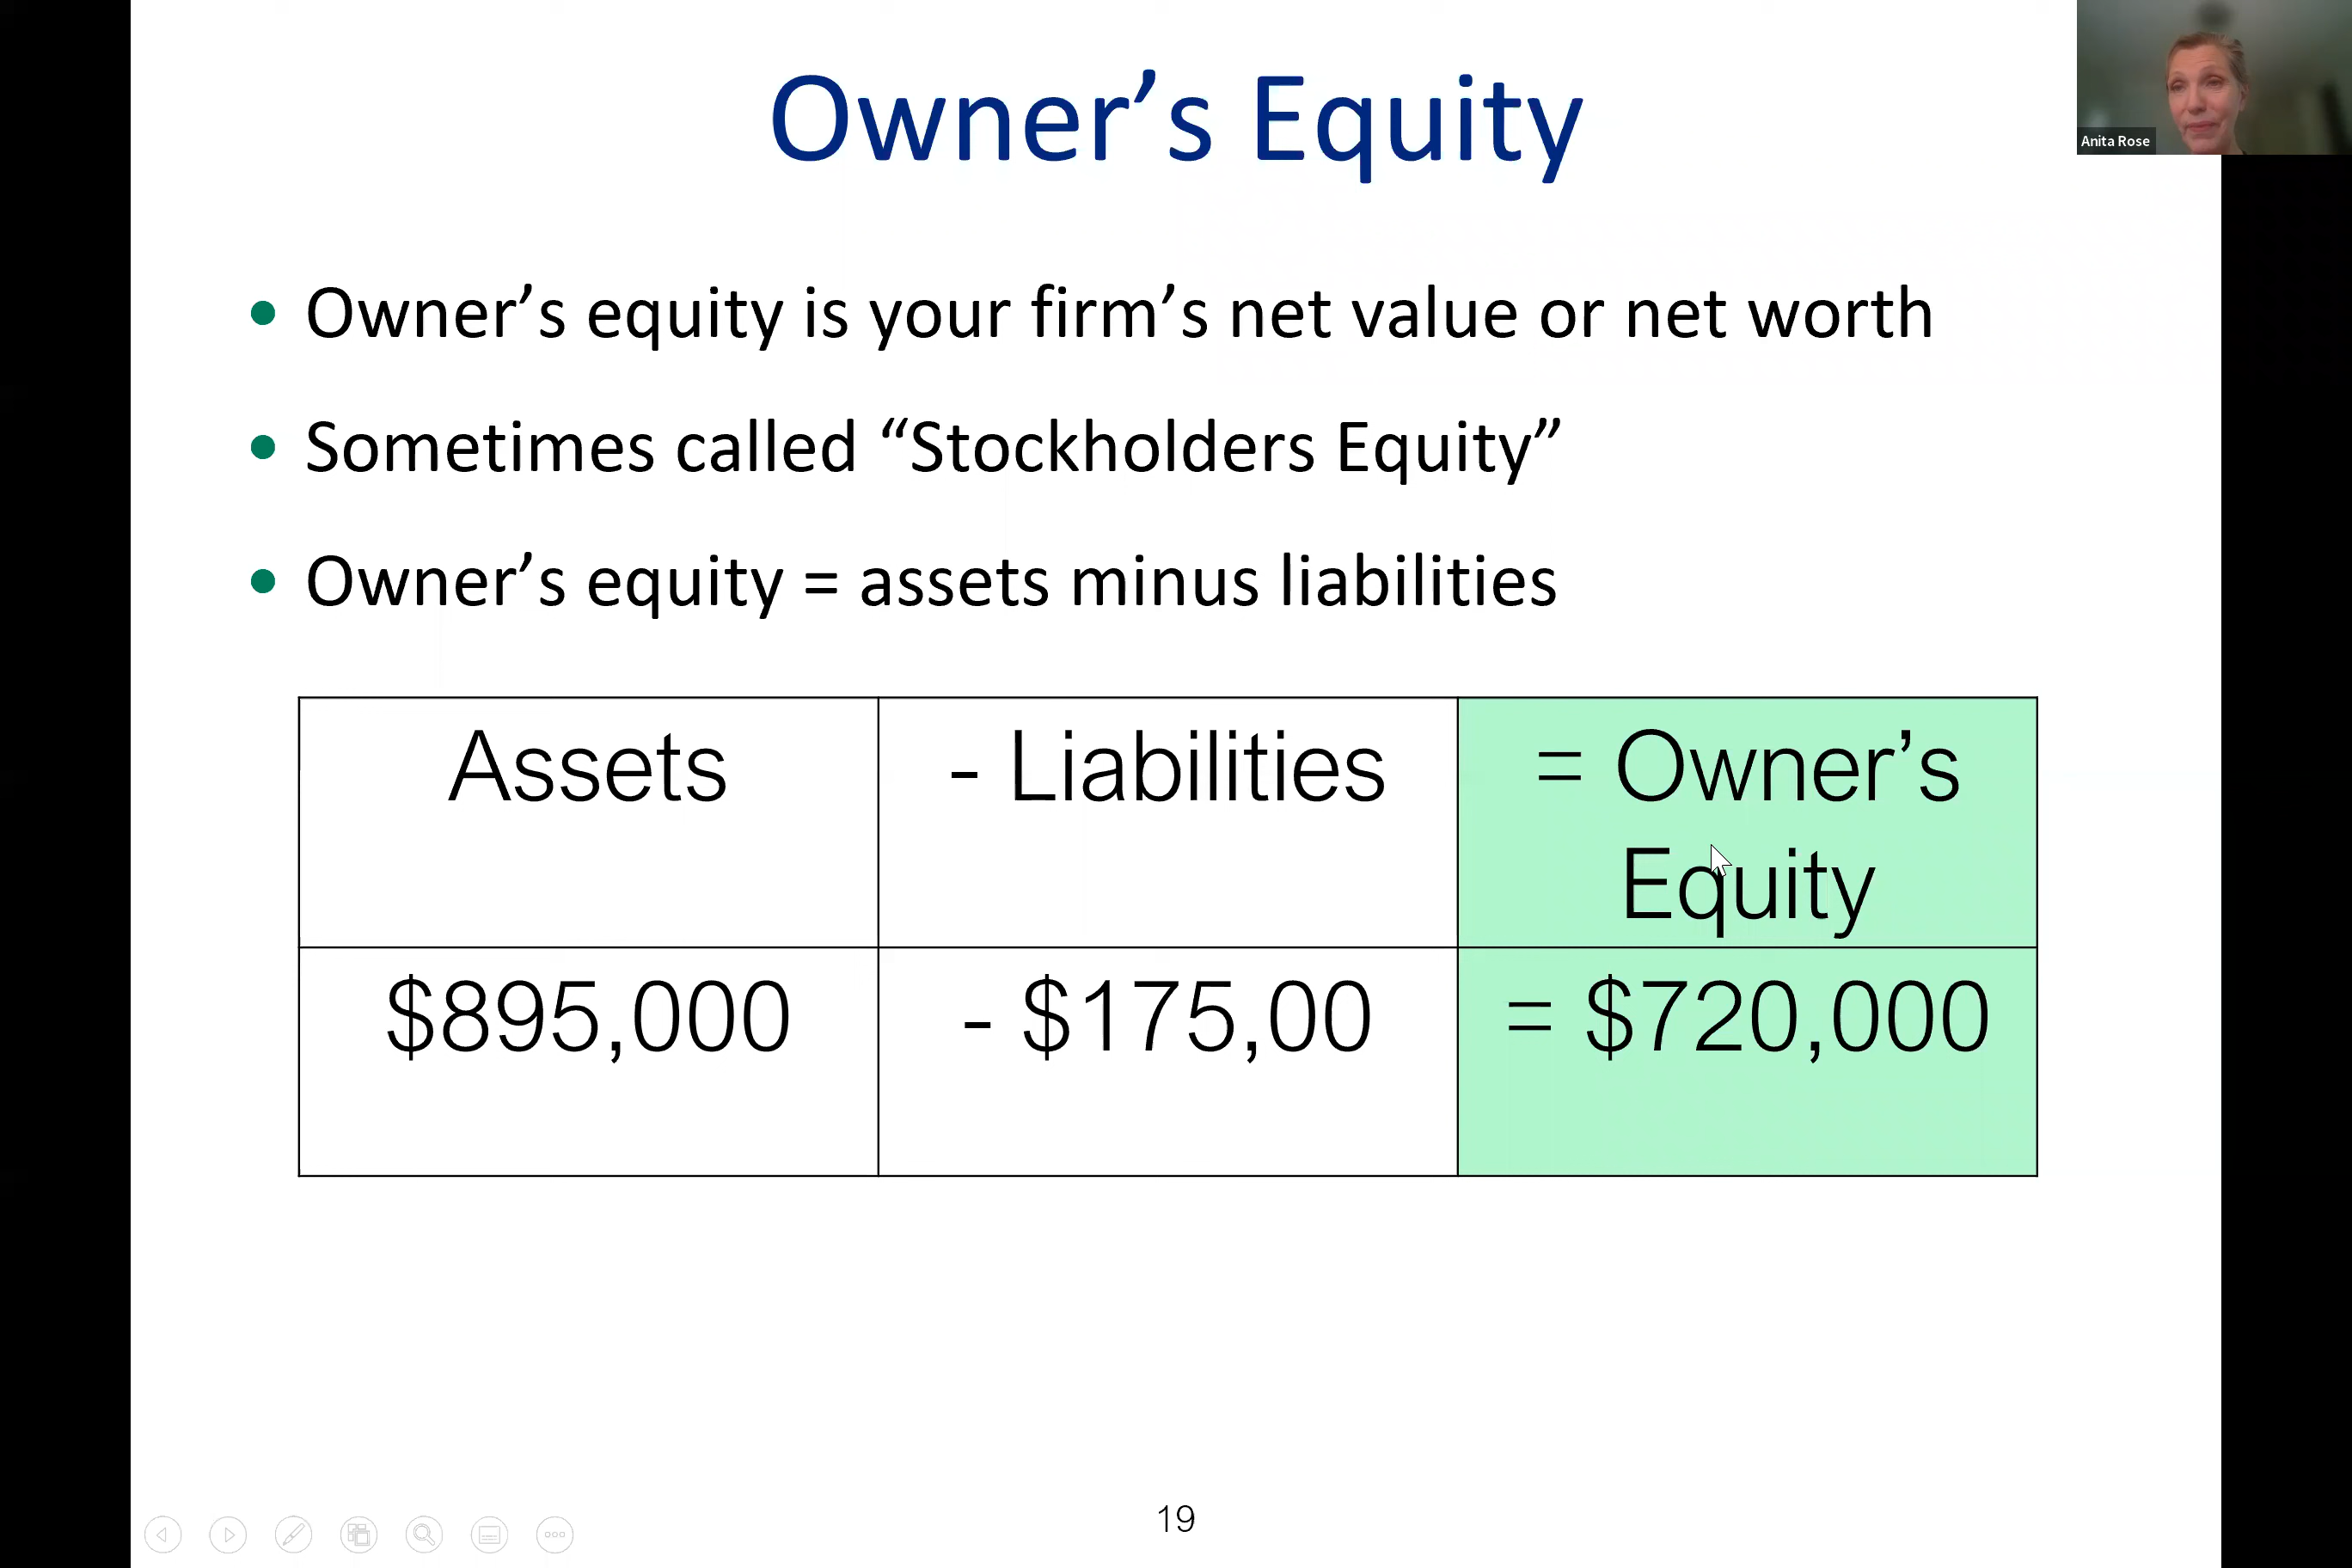 Owner’s Equity
Anita Rose
• Owner’s equity is your firm’s net value or net worth
• Sometimes called “Stockholders Equity”
• Owner’s equity = assets minus liabilities
Assets
- Liabilities
= Owner’s
Equity
$895,000
- $175,00
= $720,000
19